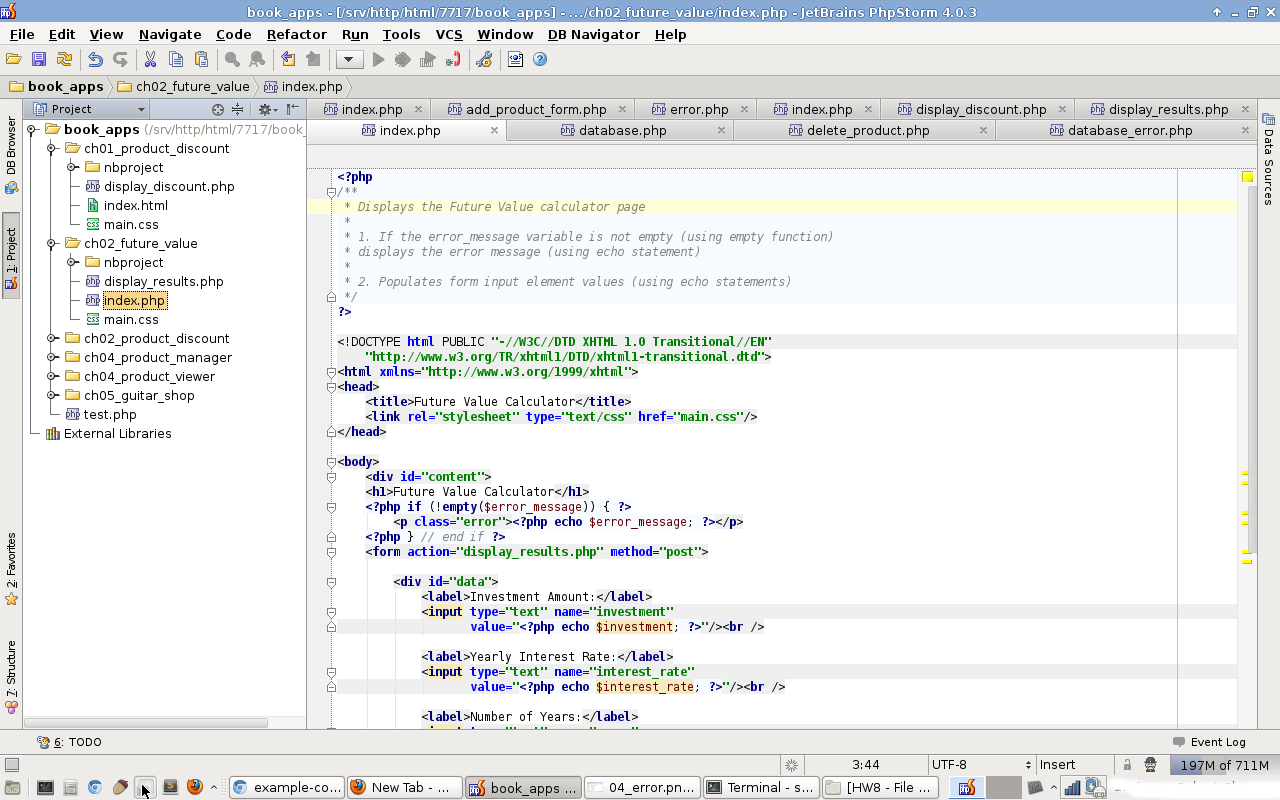 book_apps - [/srv/http/html/7717/book_apps] - .../ch02_future_value/index.php - JetBrains PhpStorm 4.0.3
File Edit View Navigate Code Refactor Run Tools VCS Window DB Navigator Help
book_apps ch02_future_value index.php
Project
index.php add_product_form.php error.php index.php display_discount.php display_results.php
index.php database.php delete_product.php database_error.php
DB Browser
1: Project
2: Favorites
7: Structure
Data Sources
book_apps (/srv/http/html/7717/book_
ch01_product_discount
nbproject
display_discount.php
index.html
main.css
ch02_future_value
nbproject
display_results.php
index.php
main.css
ch02_product_discount
ch04_product_manager
ch04_product_viewer
ch05_guitar_shop
test.php
External Libraries
<?php
/**
* Displays the Future Value calculator page
*
* 1. If the error_message variable is not empty (using empty function)
* displays the error message (using echo statement)
*
* 2. Populates form input element values (using echo statements)
*/
?>
<!DOCTYPE html PUBLIC "-//W3C//DTD XHTML 1.0 Transitional//EN"
"http://www.w3.org/TR/xhtml1/DTD/xhtml1-transitional.dtd">
<html xmlns="http://www.w3.org/1999/xhtml">
<head>
<title>Future Value Calculator</title>
<link rel="stylesheet" type="text/css" href="main.css"/>
</head>
<body>
<div id="content">
<h1>Future Value Calculator</h1>
<?php if (!empty($error_message)) { ?>
<p class="error"><?php echo $error_message; ?></p>
<?php } // end if ?>
<form action="display_results.php" method="post">
<div id="data">
<label>Investment Amount:</label>
<input type="text" name="investment"
value="<?php echo $investment; ?>"/><br />
<label>Yearly Interest Rate:</label>
<input type="text" name="interest_rate"
value="<?php echo $interest_rate; ?>"/><br />
<label>Number of Years:</label>
6: TODO
Event Log
3:44 UTF-8 Insert 197M of 711M
example-co... New Tab - ... book_apps ... 04_error.pn... Terminal - s... [HW8 - File ...